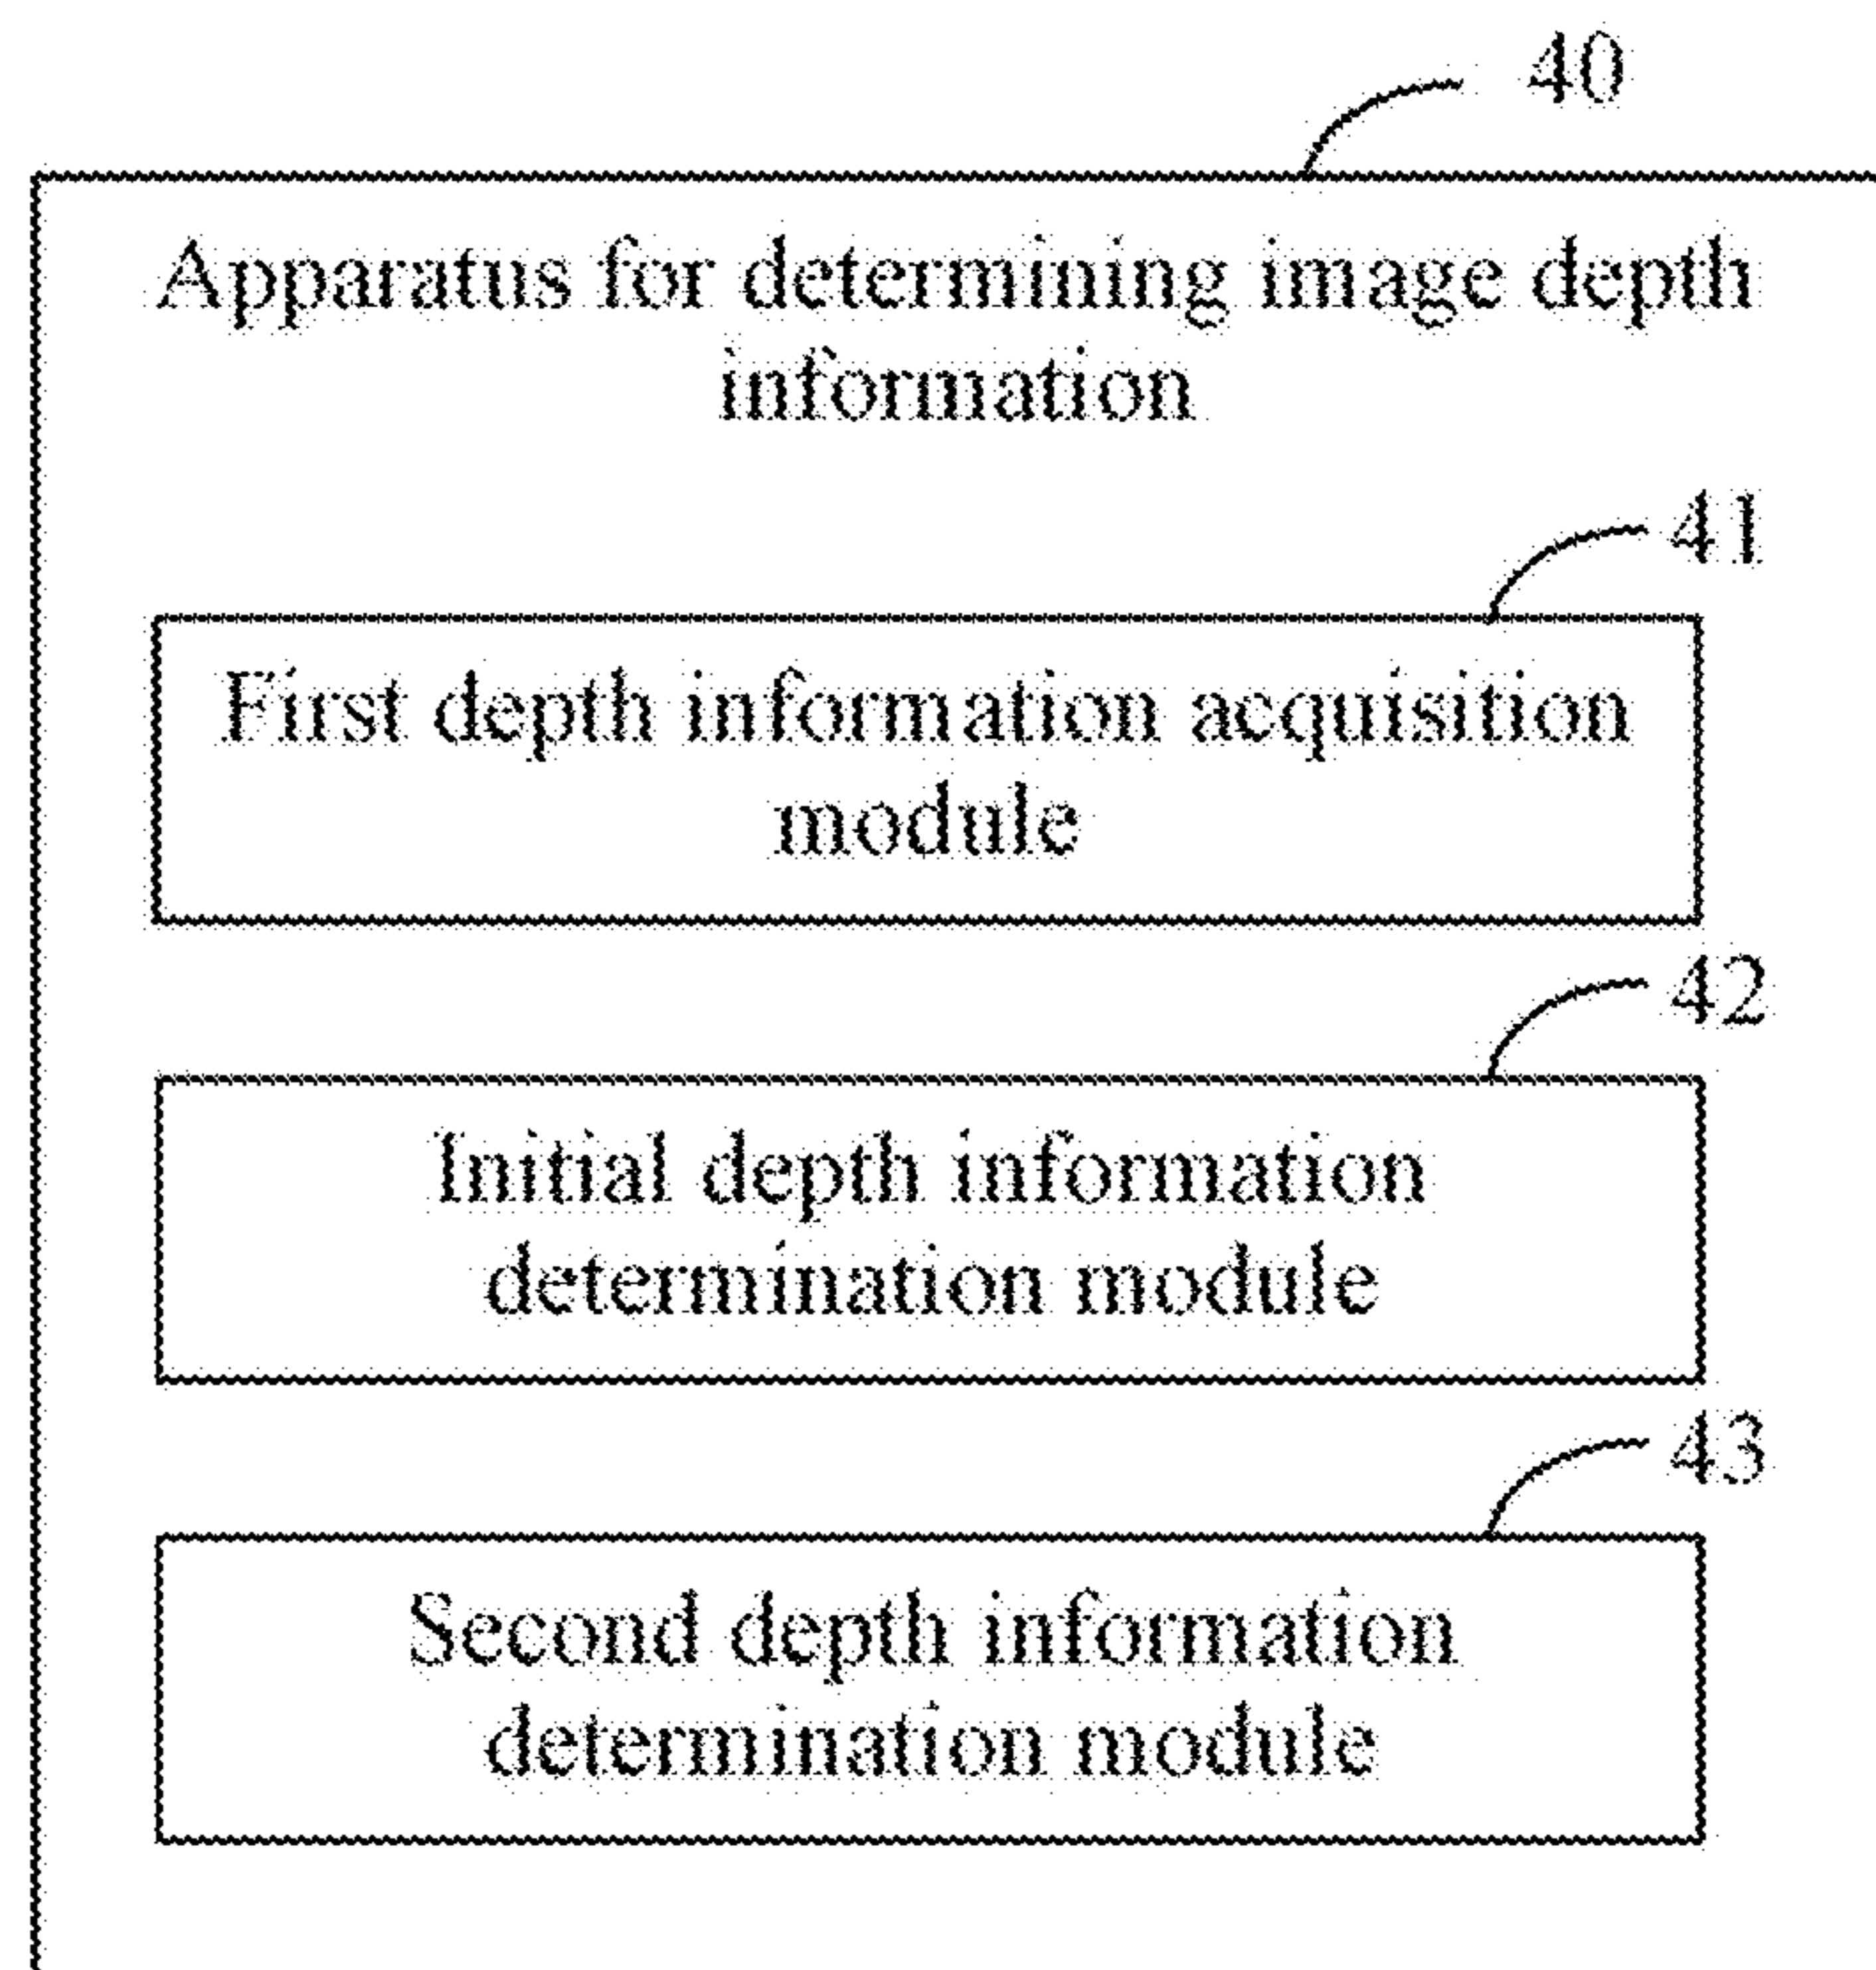 40
Apparatus for determining image depth
information
41
First depth information acquisition
module
42
Initial depth information
determination module
43
Second depth information
determination module